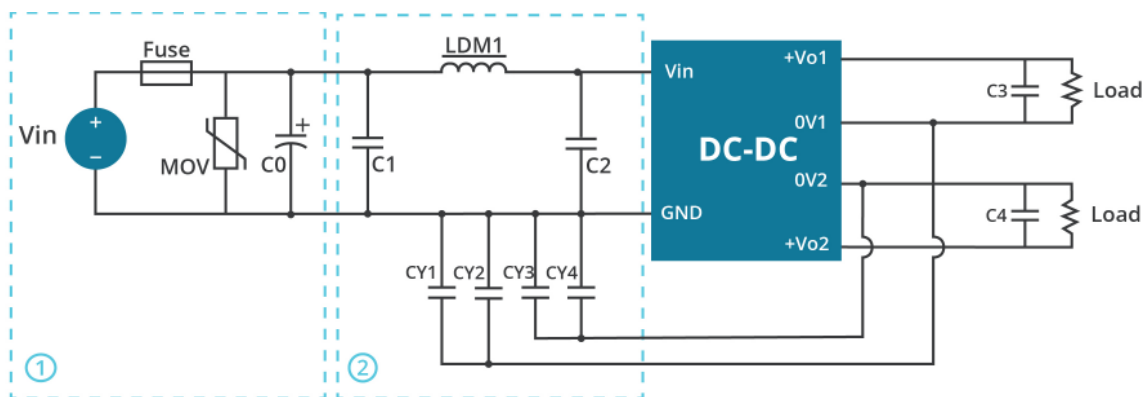 Fuse
LDM1
Vin
+
−
MOV
C0
+
C1
C2
Vin
GND
DC-DC
+Vo1
0V1
0V2
+Vo2
C3
Load
C4
Load
CY1
CY2
CY3
CY4
1
2